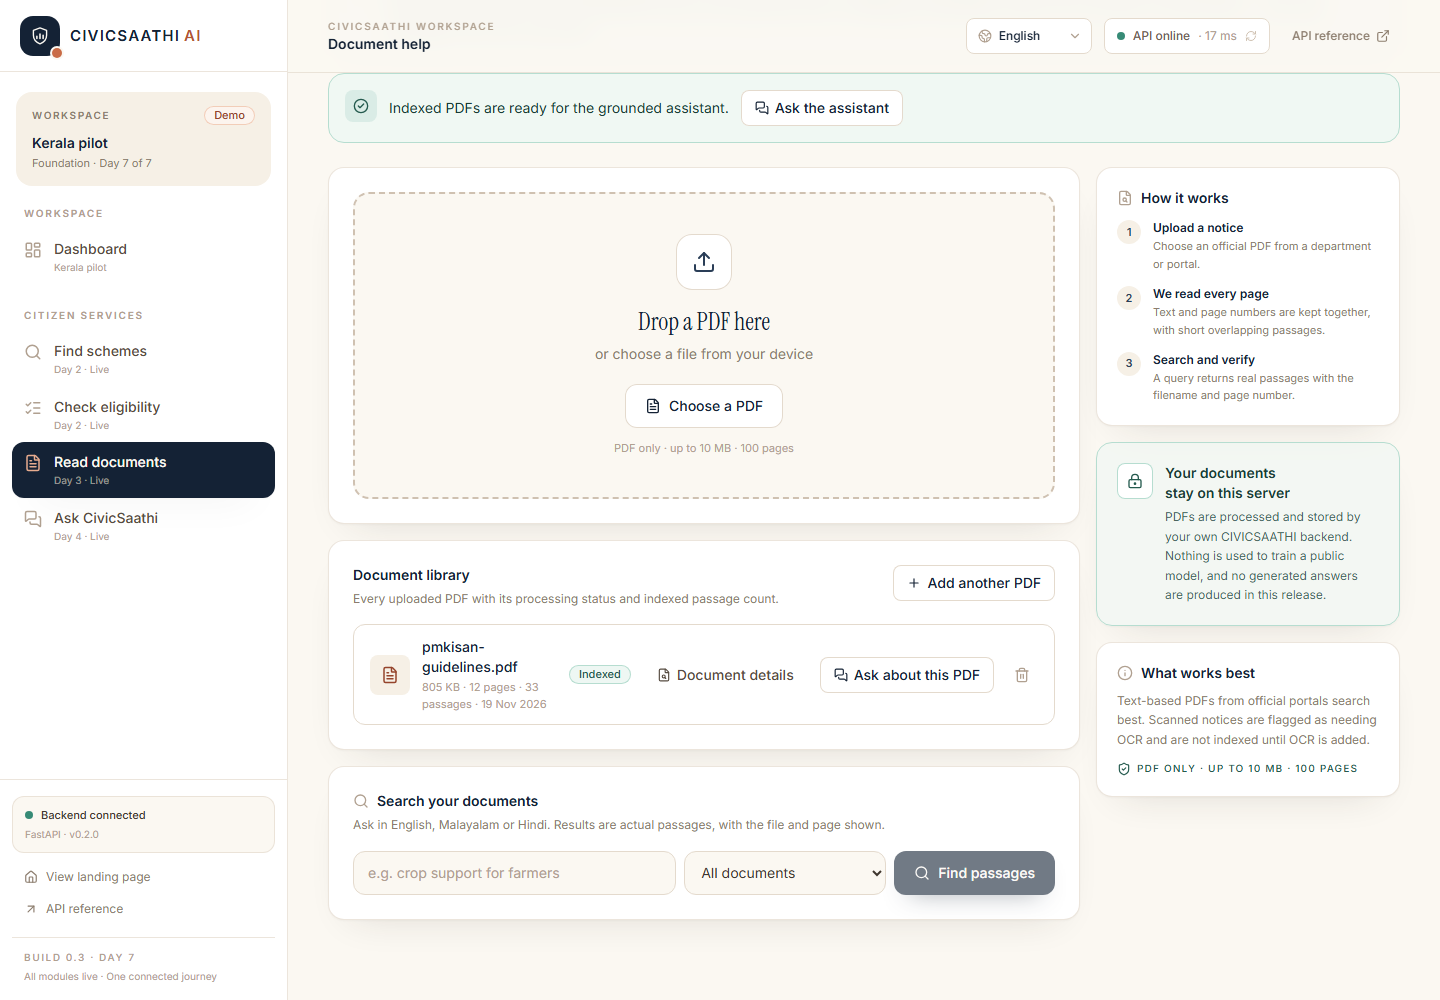 CIVICSAATHI AI
WORKSPACE
Demo
Kerala pilot
Foundation · Day 7 of 7
WORKSPACE
Dashboard
Kerala pilot
CITIZEN SERVICES
Find schemes
Day 2 · Live
Check eligibility
Day 2 · Live
Read documents
Day 3 · Live
Ask CivicSaathi
Day 4 · Live
Backend connected
FastAPI · v0.2.0
View landing page
API reference
BUILD 0.3 · DAY 7
All modules live · One connected journey
CIVICSAATHI WORKSPACE
Document help
English
API online · 17 ms
API reference
Indexed PDFs are ready for the grounded assistant.
Ask the assistant
Drop a PDF here
or choose a file from your device
Choose a PDF
PDF only · up to 10 MB · 100 pages
Document library
Every uploaded PDF with its processing status and indexed passage count.
Add another PDF
pmkisan-
guidelines.pdf
805 KB · 12 pages · 33
passages · 19 Nov 2026
Indexed
Document details
Ask about this PDF
Search your documents
Ask in English, Malayalam or Hindi. Results are actual passages, with the file and page shown.
e.g. crop support for farmers
All documents
Find passages
How it works
1
Upload a notice
Choose an official PDF from a department
or portal.
2
We read every page
Text and page numbers are kept together,
with short overlapping passages.
3
Search and verify
A query returns real passages with the
filename and page number.
Your documents
stay on this server
PDFs are processed and stored by
your own CIVICSAATHI backend.
Nothing is used to train a public
model, and no generated answers
are produced in this release.
What works best
Text-based PDFs from official portals search
best. Scanned notices are flagged as needing
OCR and are not indexed until OCR is added.
PDF ONLY · UP TO 10 MB · 100 PAGES